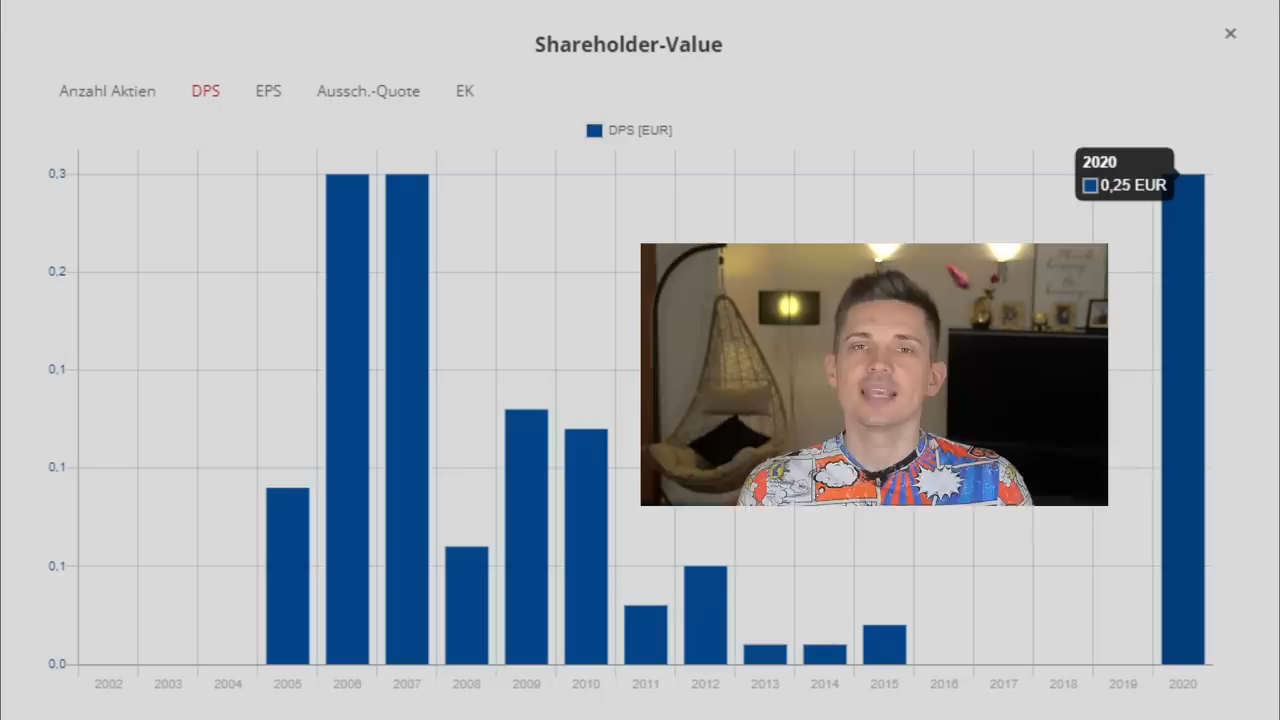 Shareholder-Value
×
Anzahl Aktien DPS EPS Aussch.-Quote EK
DPS [EUR]
2020
0,25 EUR
0,3
0,2
0,1
0,1
0,1
0,0
2002 2003 2004 2005 2006 2007 2008 2009 2010 2011 2012 2013 2014 2015 2016 2017 2018 2019 2020